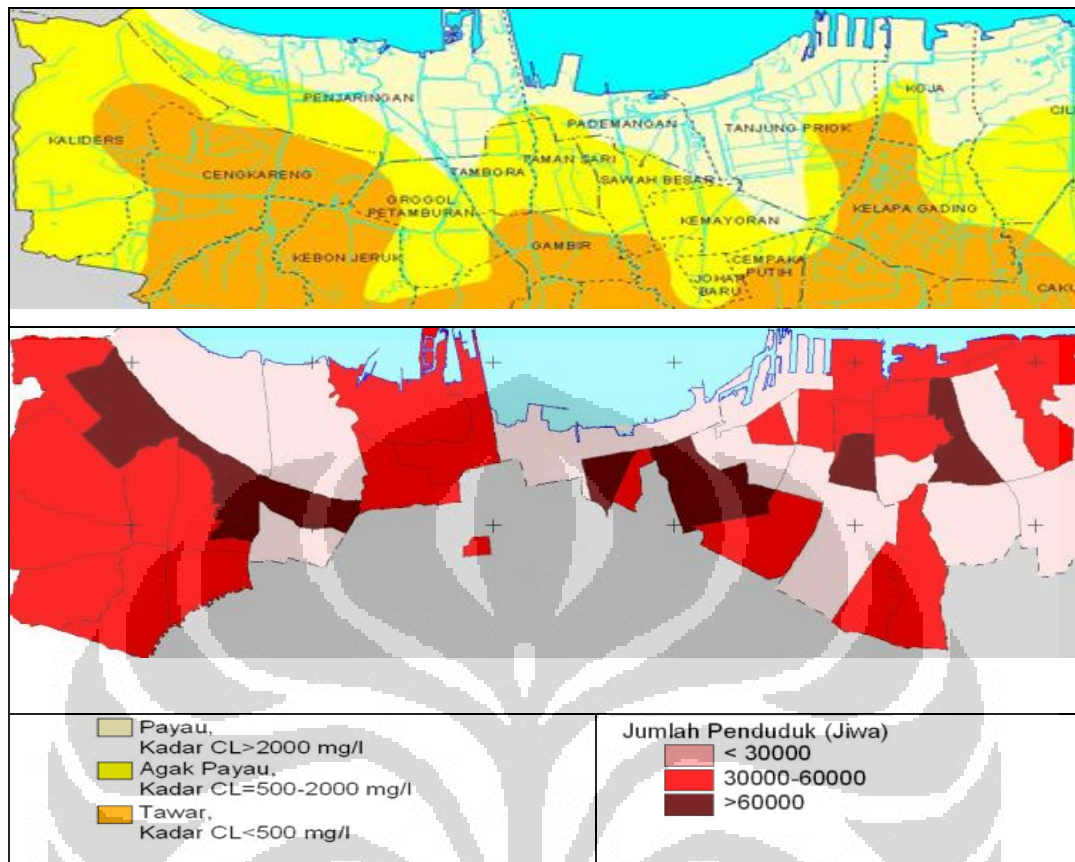 KOJA
PENJARINGAN
CIL
PADEMANGAN
TANJUNG PRIOK
KALIDERS
TAMAN SARI
CENGKARENG
TAMBORA
SAWAH BESAR
GROGOL
PETAMBURAN
KELAPA GADING
KEMAYORAN
GAMBIR
KEBON JERUK
CEMPAKA
PUTIH
JOHAR
BARU
CAKU
Payau,
Kadar CL>2000 mg/l
Agak Payau,
Kadar CL=500-2000 mg/l
Tawar,
Kadar CL<500 mg/l
Jumlah Penduduk (Jiwa)
< 30000
30000-60000
>60000